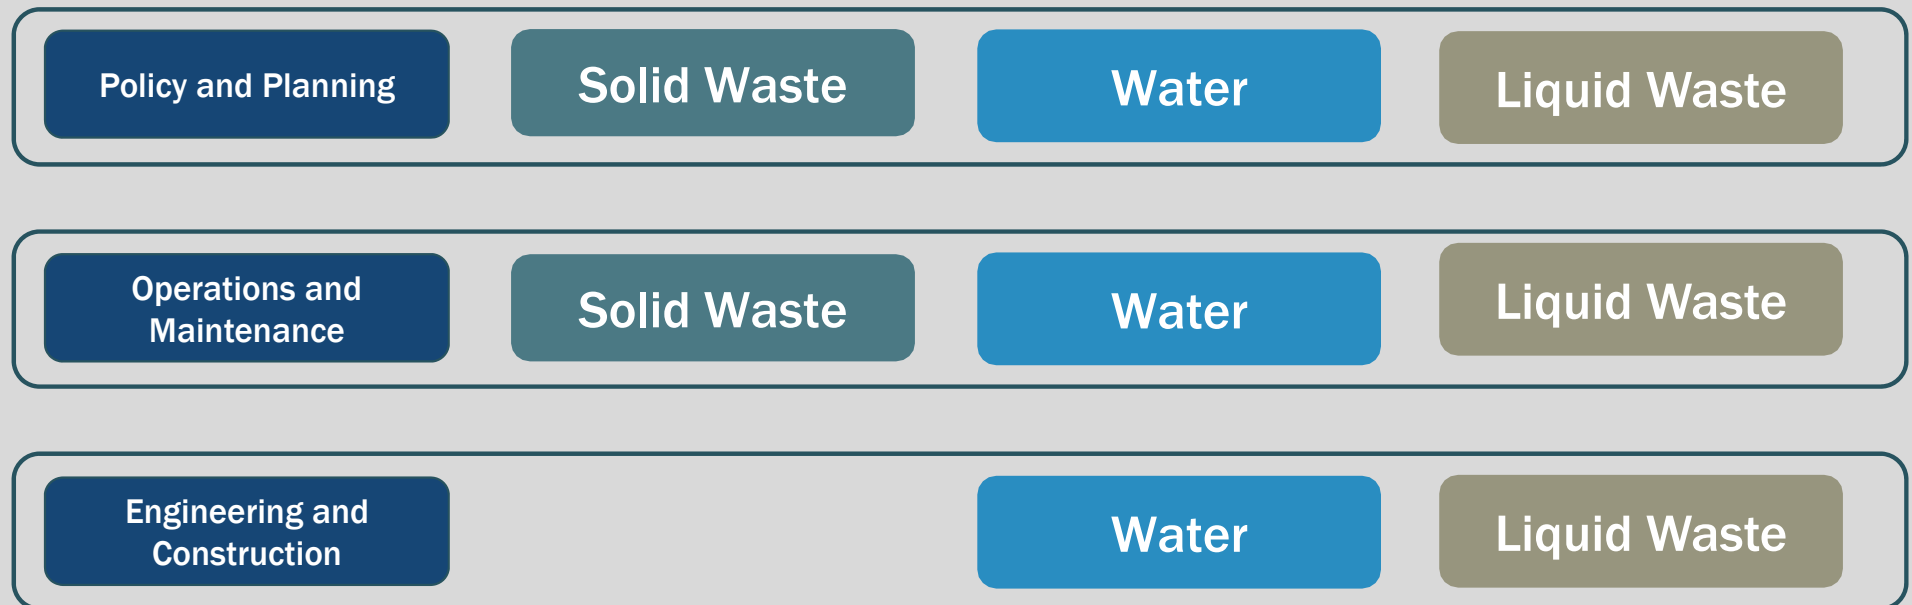 Policy and Planning
Solid Waste
Water
Liquid Waste
Operations and
Maintenance
Solid Waste
Water
Liquid Waste
Engineering and
Construction
Water
Liquid Waste